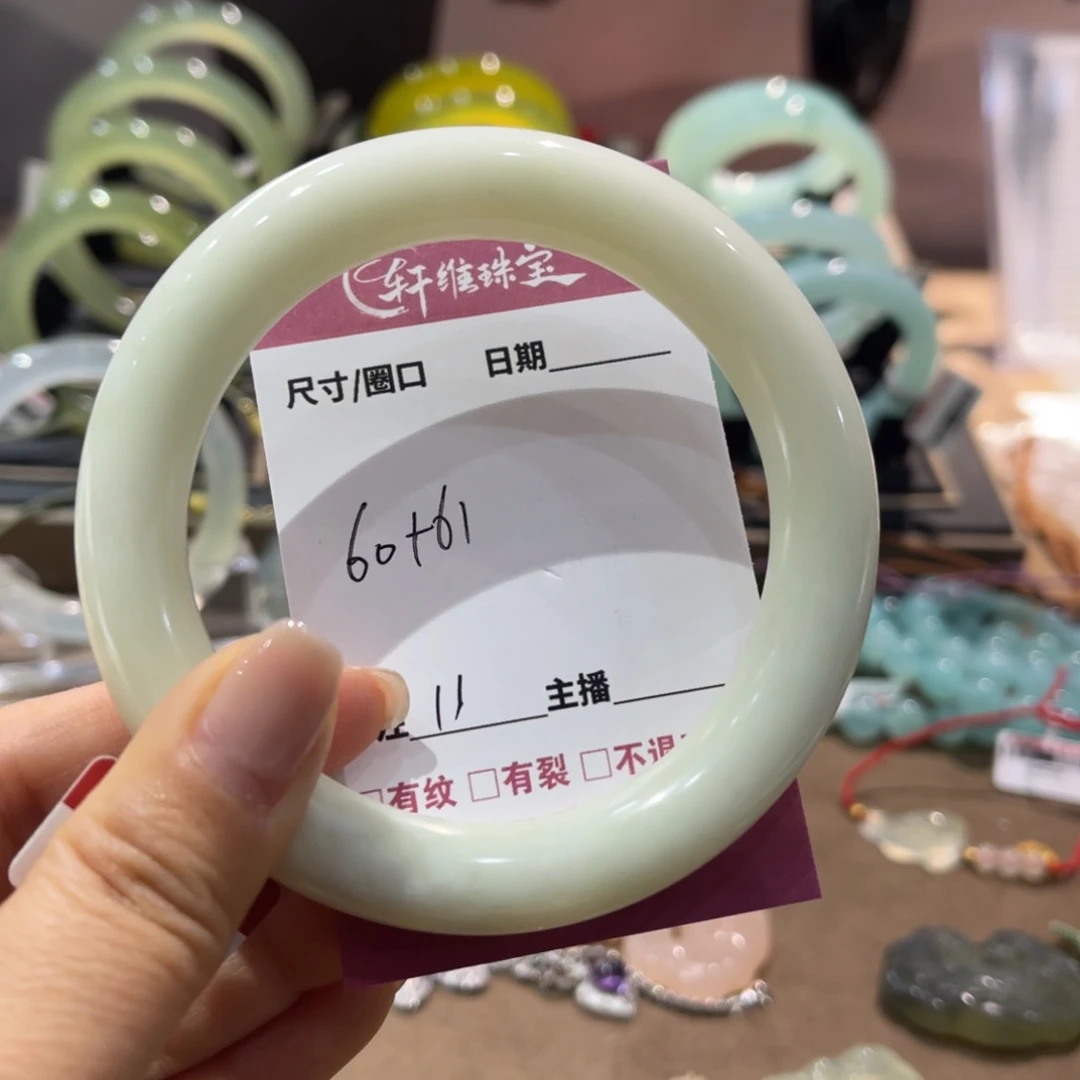 轩维珠宝
尺寸/圈口 日期
60+61
11 主播
有纹 □有裂 □不退